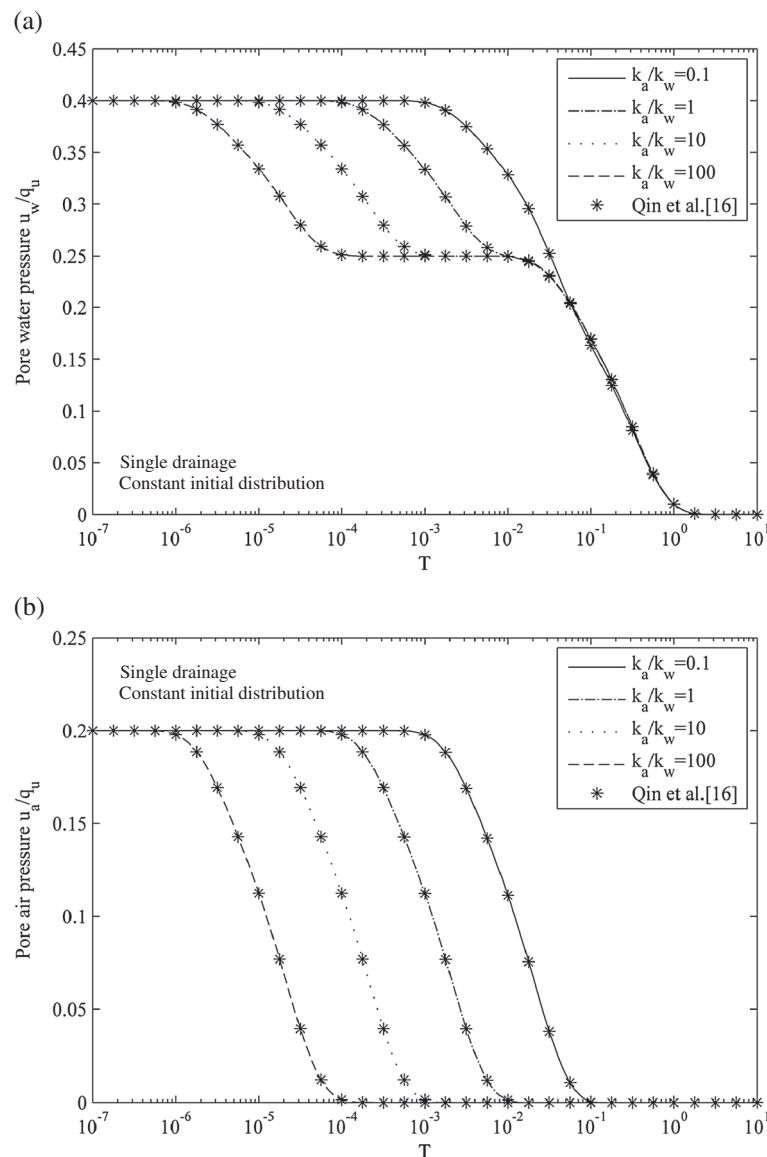 (a)
0.45
0.4
0.35
0.3
0.25
0.2
0.15
0.1
0.05
0
Pore water pressure u_w/q_u
k_a/k_w=0.1
k_a/k_w=1
k_a/k_w=10
k_a/k_w=100
Qin et al.[16]
Single drainage
Constant initial distribution
10^-7 10^-6 10^-5 10^-4 10^-3 10^-2 10^-1 10^0 10^1
T
(b)
0.25
0.2
0.15
0.1
0.05
0
Pore air pressure u_a/q_u
Single drainage
Constant initial distribution
k_a/k_w=0.1
k_a/k_w=1
k_a/k_w=10
k_a/k_w=100
Qin et al.[16]
10^-7 10^-6 10^-5 10^-4 10^-3 10^-2 10^-1 10^0 10^1
T